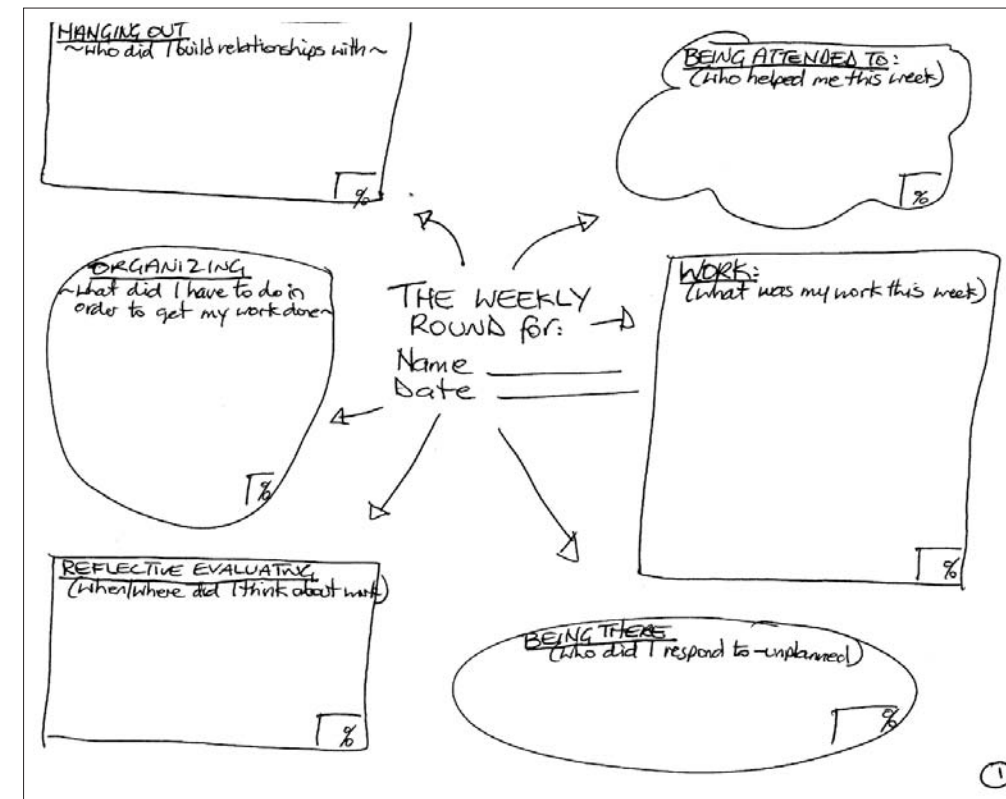 HANGING OUT
~who did I build relationships with~
%
BEING ATTENDED TO:
(who helped me this week)
%
ORGANIZING
~what did I have to do in
order to get my work done~
%
THE WEEKLY
ROUND for:
Name
Date
WORK:
(what was my work this week)
%
REFLECTIVE EVALUATING
(when/where did I think about work)
%
BEING THERE
(who did I respond to - unplanned)
%
1